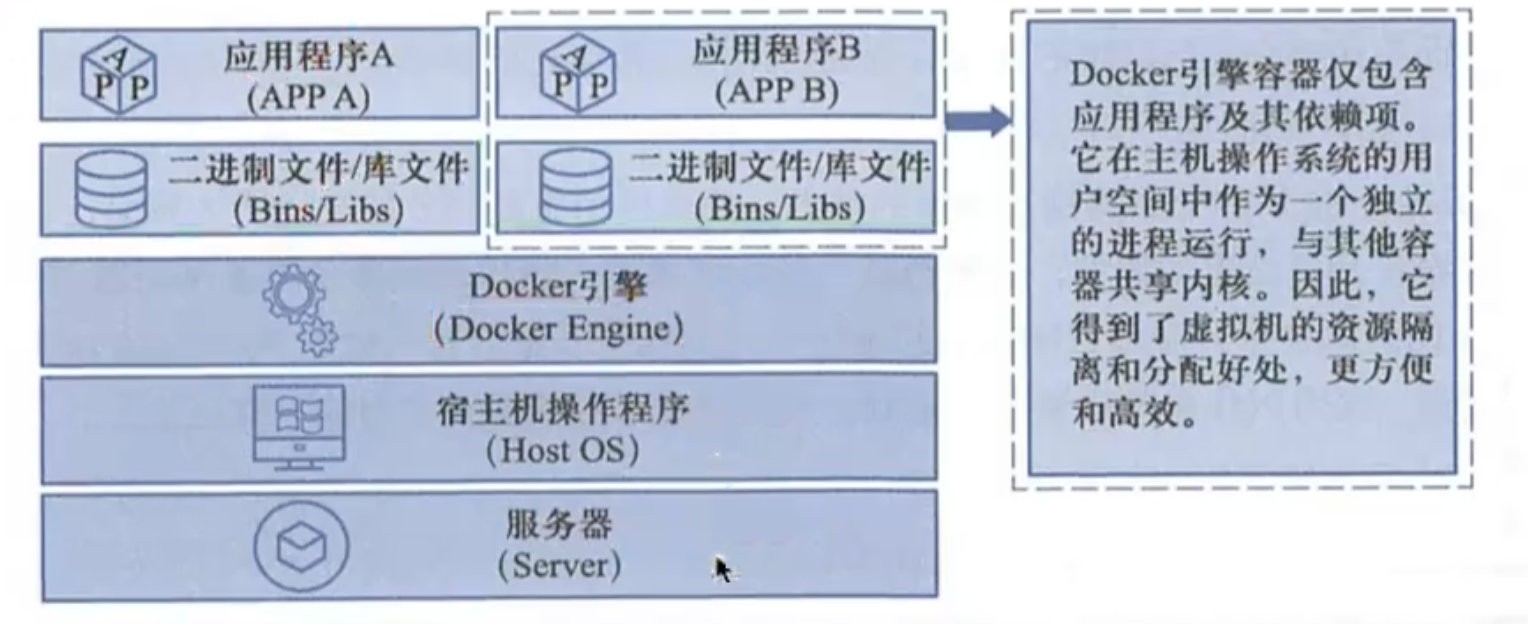 应用程序A
(APP A)
应用程序B
(APP B)
二进制文件/库文件
(Bins/Libs)
二进制文件/库文件
(Bins/Libs)
Docker引擎
(Docker Engine)
宿主机操作程序
(Host OS)
服务器
(Server)
Docker引擎容器仅包含
应用程序及其依赖项。
它在主机操作系统的用
户空间中作为一个独立
的进程运行，与其他容
器共享内核。因此，它
得到了虚拟机的资源隔
离和分配好处，更方便
和高效。